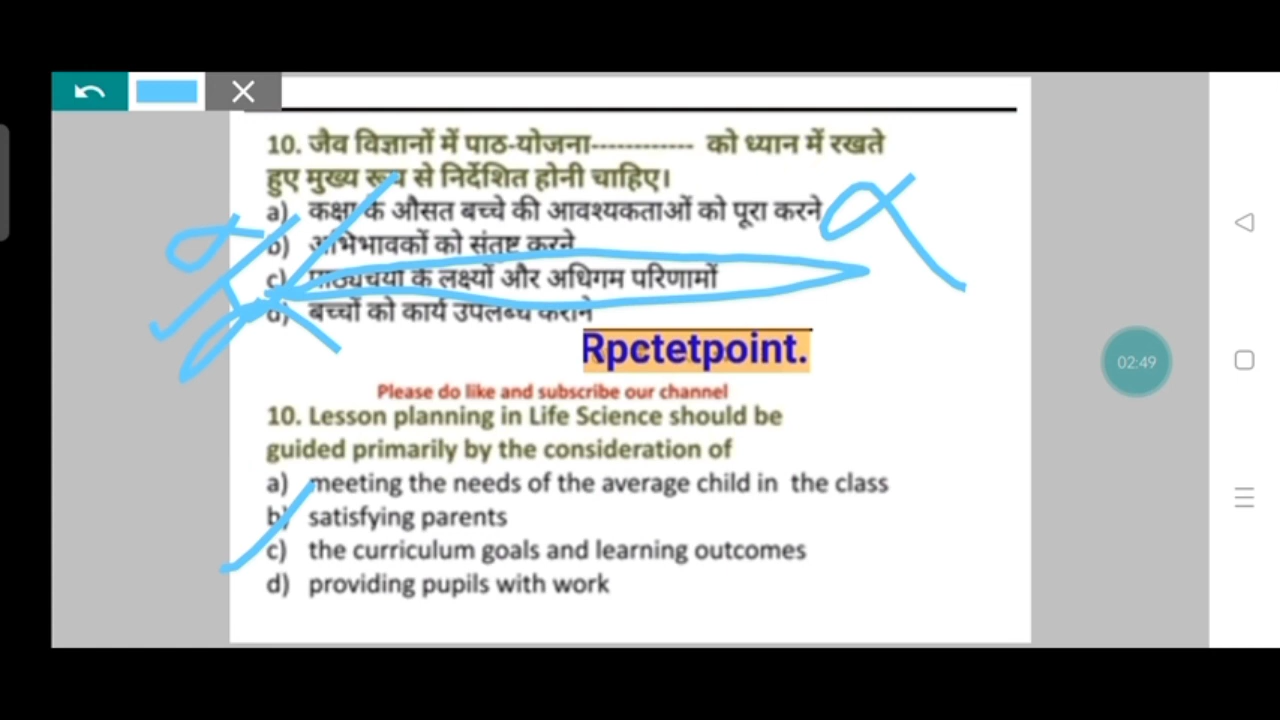 10. जैव विज्ञानों में पाठ-योजना------------ को ध्यान में रखते
हुए मुख्य रूप से निर्देशित होनी चाहिए।
a) कक्षा के औसत बच्चे की आवश्यकताओं को पूरा करने
b) अभिभावकों को संतुष्ट करने
c) पाठ्यचर्या के लक्ष्यों और अधिगम परिणामों
d) बच्चों को कार्य उपलब्ध कराने
Rpctetpoint.
Please do like and subscribe our channel
10. Lesson planning in Life Science should be
guided primarily by the consideration of
a) meeting the needs of the average child in the class
b) satisfying parents
c) the curriculum goals and learning outcomes
d) providing pupils with work
02:49